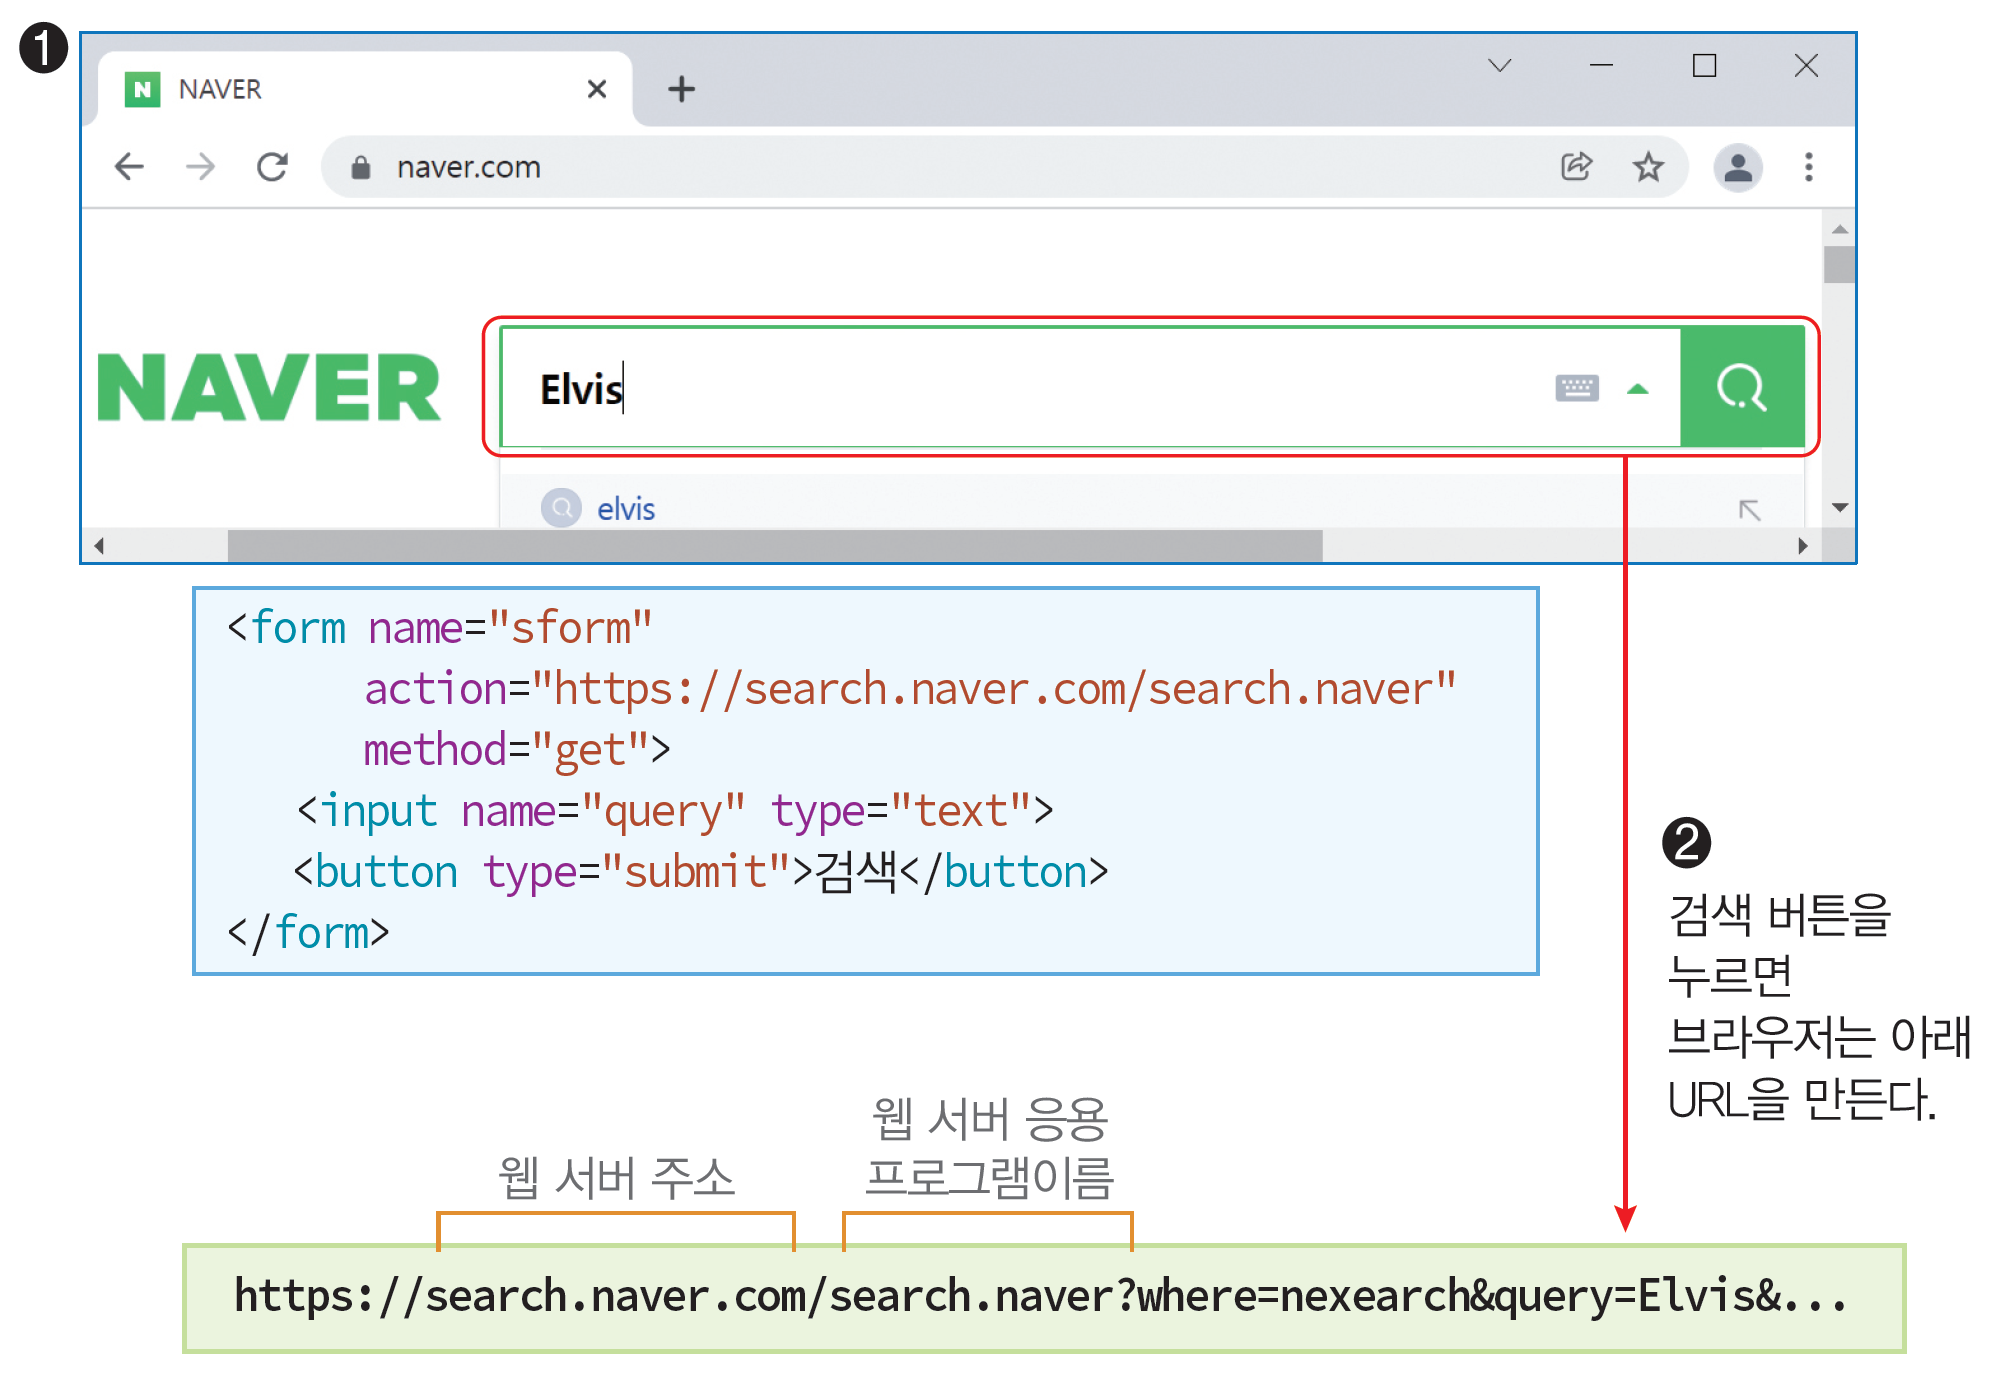 ❶
N NAVER
naver.com
NAVER
Elvis
elvis
<form name="sform"
action="https://search.naver.com/search.naver"
method="get">
<input name="query" type="text">
<button type="submit">검색</button>
</form>
❷
검색 버튼을
누르면
브라우저는 아래
URL을 만든다.
웹 서버 주소
웹 서버 응용
프로그램이름
https://search.naver.com/search.naver?where=nexearch&query=Elvis&...